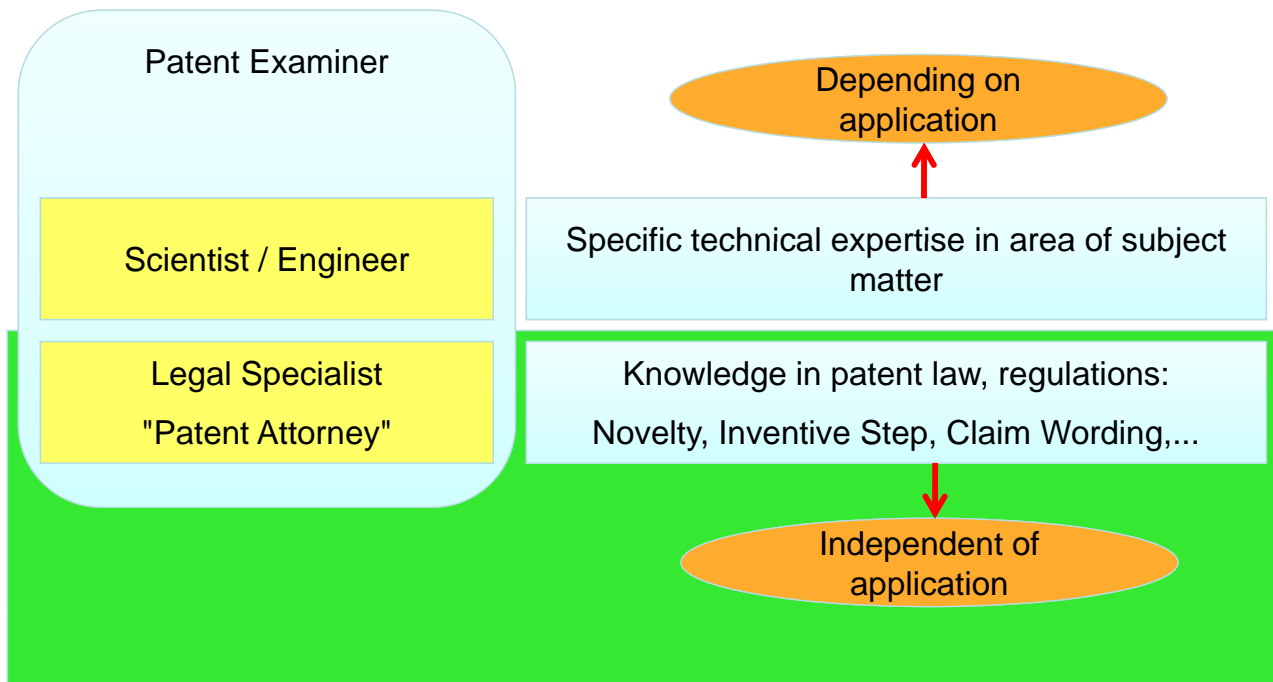 Patent Examiner
Depending on
application
Scientist / Engineer
Specific technical expertise in area of subject
matter
Legal Specialist
"Patent Attorney"
Knowledge in patent law, regulations:
Novelty, Inventive Step, Claim Wording,...
Independent of
application